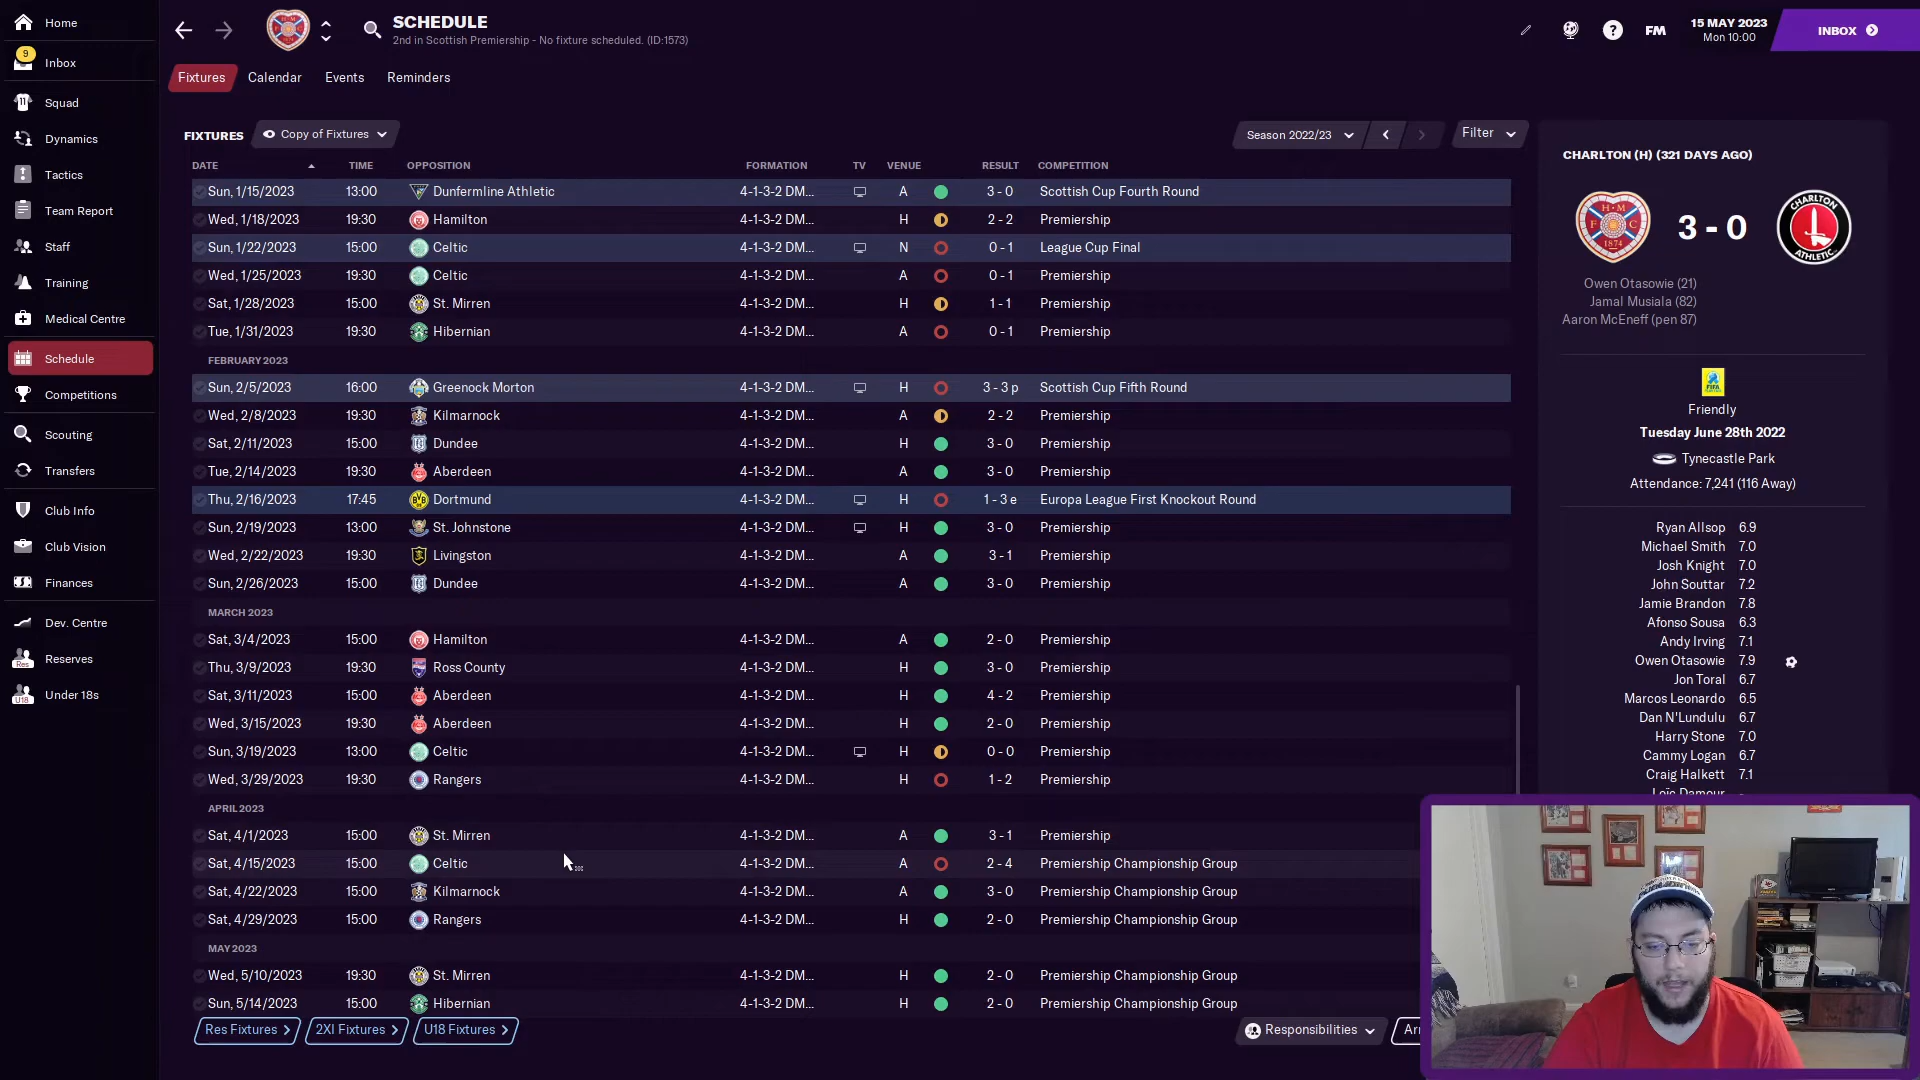 Home
9
Inbox
Squad
Dynamics
Tactics
Team Report
Staff
Training
Medical Centre
Schedule
Competitions
Scouting
Transfers
Club Info
Club Vision
Finances
Dev. Centre
Res
Reserves
U18
Under 18s
SCHEDULE
2nd in Scottish Premiership - No fixture scheduled. (ID:1573)
FM
15 MAY 2023
Mon 10:00
INBOX
Fixtures Calendar Events Reminders
FIXTURES Copy of Fixtures Season 2022/23 Filter
DATE TIME OPPOSITION FORMATION TV VENUE RESULT COMPETITION
Sun, 1/15/2023 13:00 Dunfermline Athletic 4-1-3-2 DM... A 3 - 0 Scottish Cup Fourth Round
Wed, 1/18/2023 19:30 Hamilton 4-1-3-2 DM... H 2 - 2 Premiership
Sun, 1/22/2023 15:00 Celtic 4-1-3-2 DM... N 0 - 1 League Cup Final
Wed, 1/25/2023 19:30 Celtic 4-1-3-2 DM... A 0 - 1 Premiership
Sat, 1/28/2023 15:00 St. Mirren 4-1-3-2 DM... H 1 - 1 Premiership
Tue, 1/31/2023 19:30 Hibernian 4-1-3-2 DM... A 0 - 1 Premiership
FEBRUARY 2023
Sun, 2/5/2023 16:00 Greenock Morton 4-1-3-2 DM... H 3 - 3 p Scottish Cup Fifth Round
Wed, 2/8/2023 19:30 Kilmarnock 4-1-3-2 DM... A 2 - 2 Premiership
Sat, 2/11/2023 15:00 Dundee 4-1-3-2 DM... H 3 - 0 Premiership
Tue, 2/14/2023 19:30 Aberdeen 4-1-3-2 DM... A 3 - 0 Premiership
Thu, 2/16/2023 17:45 Dortmund 4-1-3-2 DM... H 1 - 3 e Europa League First Knockout Round
Sun, 2/19/2023 13:00 St. Johnstone 4-1-3-2 DM... H 3 - 0 Premiership
Wed, 2/22/2023 19:30 Livingston 4-1-3-2 DM... A 3 - 1 Premiership
Sun, 2/26/2023 15:00 Dundee 4-1-3-2 DM... A 3 - 0 Premiership
MARCH 2023
Sat, 3/4/2023 15:00 Hamilton 4-1-3-2 DM... A 2 - 0 Premiership
Thu, 3/9/2023 19:30 Ross County 4-1-3-2 DM... H 3 - 0 Premiership
Sat, 3/11/2023 15:00 Aberdeen 4-1-3-2 DM... H 4 - 2 Premiership
Wed, 3/15/2023 19:30 Aberdeen 4-1-3-2 DM... H 2 - 0 Premiership
Sun, 3/19/2023 13:00 Celtic 4-1-3-2 DM... H 0 - 0 Premiership
Wed, 3/29/2023 19:30 Rangers 4-1-3-2 DM... H 1 - 2 Premiership
APRIL 2023
Sat, 4/1/2023 15:00 St. Mirren 4-1-3-2 DM... A 3 - 1 Premiership
Sat, 4/15/2023 15:00 Celtic 4-1-3-2 DM... A 2 - 4 Premiership Championship Group
Sat, 4/22/2023 15:00 Kilmarnock 4-1-3-2 DM... A 3 - 0 Premiership Championship Group
Sat, 4/29/2023 15:00 Rangers 4-1-3-2 DM... H 2 - 0 Premiership Championship Group
MAY 2023
Wed, 5/10/2023 19:30 St. Mirren 4-1-3-2 DM... H 2 - 0 Premiership Championship Group
Sun, 5/14/2023 15:00 Hibernian 4-1-3-2 DM... H 2 - 0 Premiership Championship Group
Res Fixtures 2XI Fixtures U18 Fixtures Responsibilities
CHARLTON (H) (321 DAYS AGO)
3 - 0
Owen Otasowie (21)
Jamal Musiala (82)
Aaron McEneff (pen 87)
Friendly
Tuesday June 28th 2022
Tynecastle Park
Attendance: 7,241 (116 Away)
Ryan Allsop 6.9
Michael Smith 7.0
Josh Knight 7.0
John Souttar 7.2
Jamie Brandon 7.8
Afonso Sousa 6.3
Andy Irving 7.1
Owen Otasowie 7.9
Jon Toral 6.7
Marcos Leonardo 6.5
Dan N'Lundulu 6.7
Harry Stone 7.0
Cammy Logan 6.7
Craig Halkett 7.1
Loïc Damour